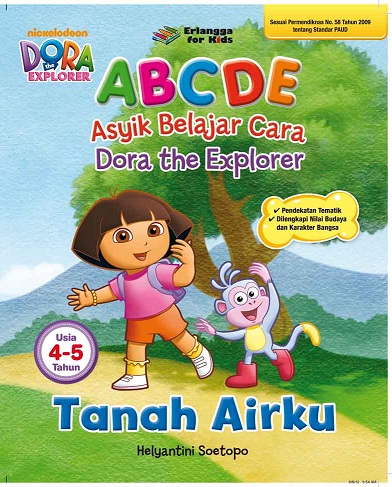 nickelodeon
DORA
the
EXPLORER
Erlangga
for Kids
Sesuai Permendiknas No. 58 Tahun 2009
tentang Standar PAUD
ABCDE
Asyik Belajar Cara
Dora the Explorer
✓ Pendekatan Tematik
✓ Dilengkapi Nilai Budaya
dan Karakter Bangsa
Usia
4-5
Tahun
Tanah Airku
Helyantini Soetopo